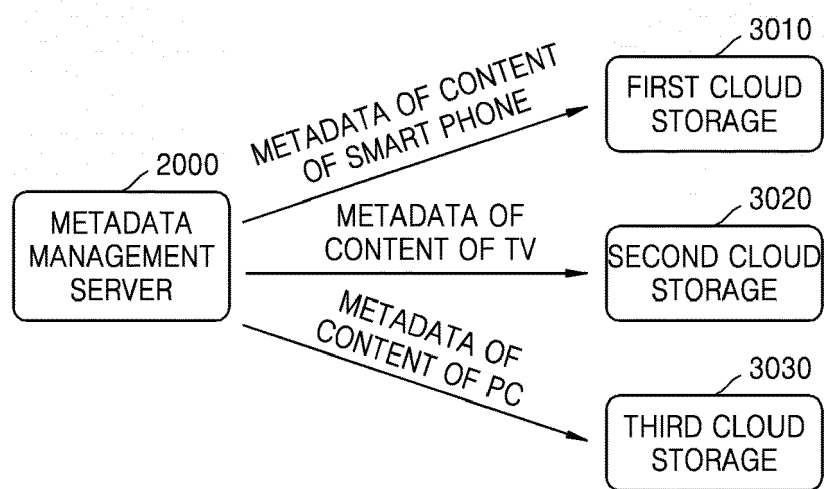 3010
FIRST CLOUD
STORAGE
METADATA OF CONTENT
OF SMART PHONE
2000
METADATA
MANAGEMENT
SERVER
METADATA OF
CONTENT OF TV
3020
SECOND CLOUD
STORAGE
METADATA OF
CONTENT OF PC
3030
THIRD CLOUD
STORAGE